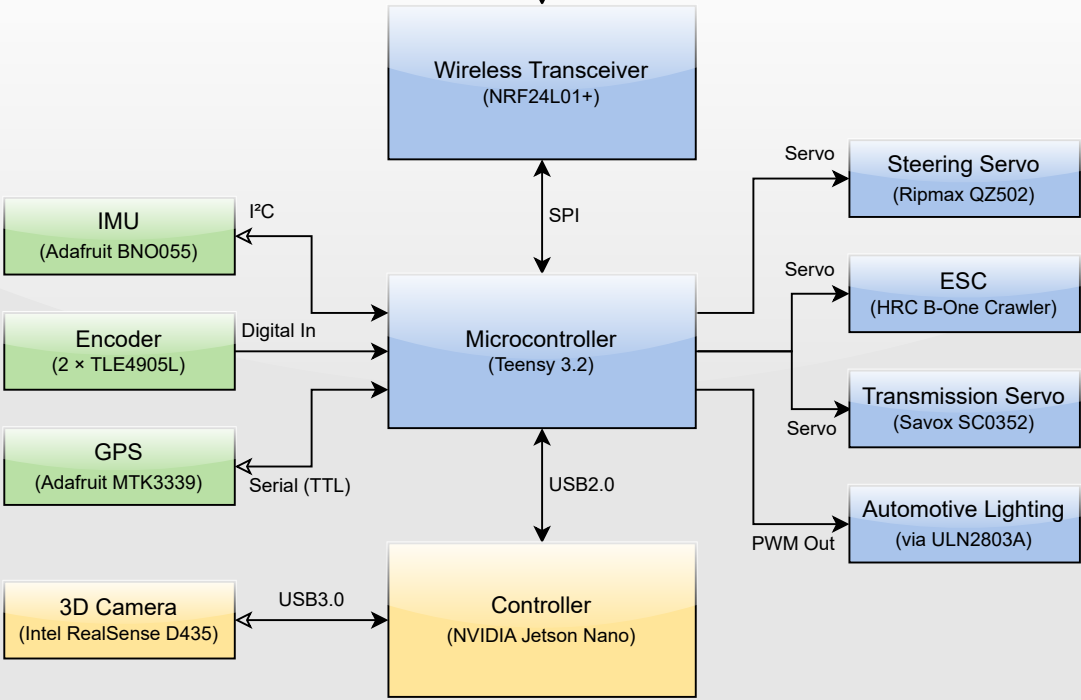 Wireless Transceiver
(NRF24L01+)
Servo
Steering Servo
(Ripmax QZ502)
IMU
(Adafruit BNO055)
I²C
SPI
Servo
ESC
(HRC B-One Crawler)
Encoder
(2 × TLE4905L)
Digital In
Microcontroller
(Teensy 3.2)
Transmission Servo
(Savox SC0352)
Servo
GPS
(Adafruit MTK3339)
Serial (TTL)
USB2.0
Automotive Lighting
(via ULN2803A)
PWM Out
3D Camera
(Intel RealSense D435)
USB3.0
Controller
(NVIDIA Jetson Nano)